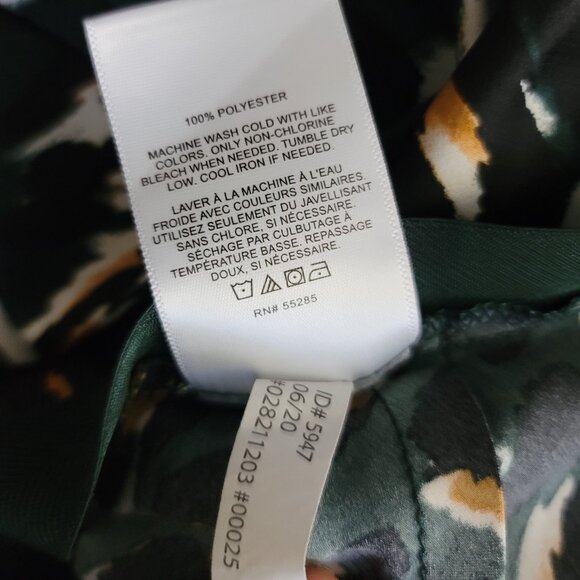 100% POLYESTER
MACHINE WASH COLD WITH LIKE
COLORS. ONLY NON-CHLORINE
BLEACH WHEN NEEDED. TUMBLE DRY
LOW. COOL IRON IF NEEDED.
LAVER À LA MACHINE À L'EAU
FROIDE AVEC COULEURS SIMILAIRES.
UTILISEZ SEULEMENT DU JAVELLISANT
SANS CHLORE, SI NÉCESSAIRE.
SÉCHAGE PAR CULBUTAGE À
TEMPÉRATURE BASSE. REPASSAGE
DOUX, SI NÉCESSAIRE.
RN# 55285
ID# 5947
06/20
#028211203 #00025